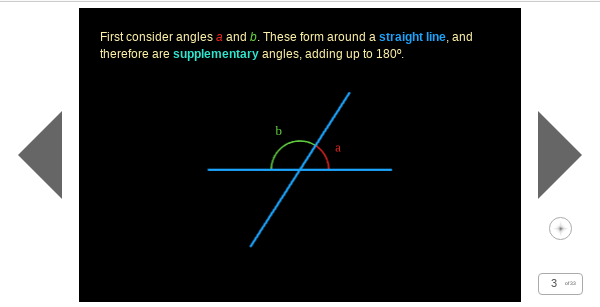 First consider angles a and b. These form around a straight line, and
therefore are supplementary angles, adding up to 180º.
b
a
3 of 33